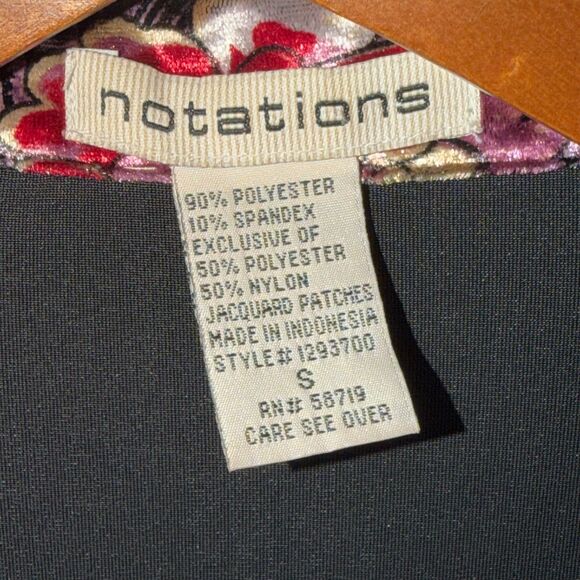 notations
90% POLYESTER
10% SPANDEX
EXCLUSIVE OF
50% POLYESTER
50% NYLON
JACQUARD PATCHES
MADE IN INDONESIA
STYLE# 1293700
S
RN# 58719
CARE SEE OVER